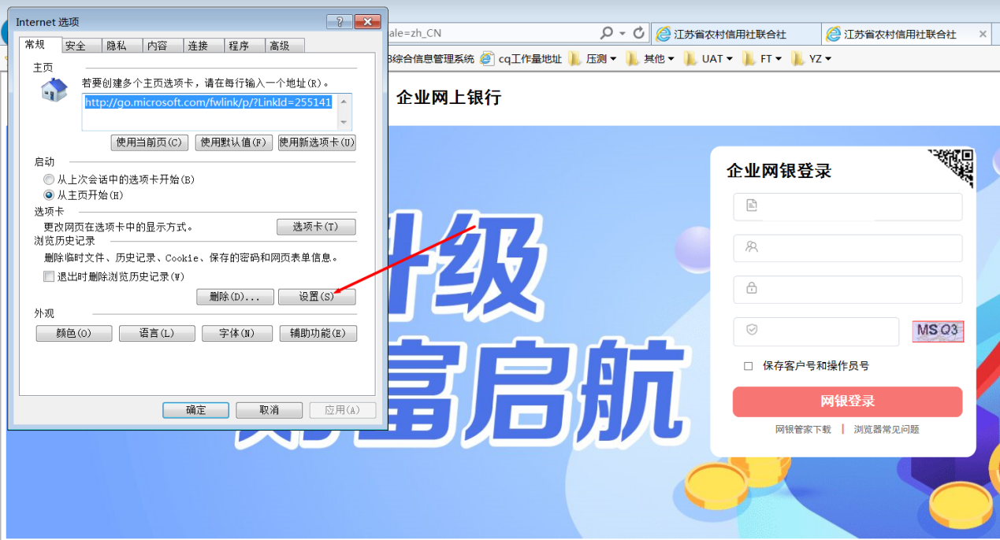 Internet 选项
常规 安全 隐私 内容 连接 程序 高级
主页
若要创建多个主页选项卡，请在每行输入一个地址(R)。
http://go.microsoft.com/fwlink/p/?LinkId=255141
使用当前页(C) 使用默认值(F) 使用新选项卡(U)
启动
从上次会话中的选项卡开始(B)
从主页开始(H)
选项卡
更改网页在选项卡中的显示方式。 选项卡(T)
浏览历史记录
删除临时文件、历史记录、Cookie、保存的密码和网页表单信息。
退出时删除浏览历史记录(W)
删除(D)... 设置(S)
外观
颜色(O) 语言(L) 字体(N) 辅助功能(E)
确定 取消 应用(A)
ale=zh_CN 江苏省农村信用社联合社 江苏省农村信用社联合社
综合信息管理系统 cq工作量地址 压测 其他 UAT FT YZ
企业网上银行
升级
富启航
企业网银登录
MS Q3
保存客户号和操作员号
网银登录
网银管家下载 | 浏览器常见问题